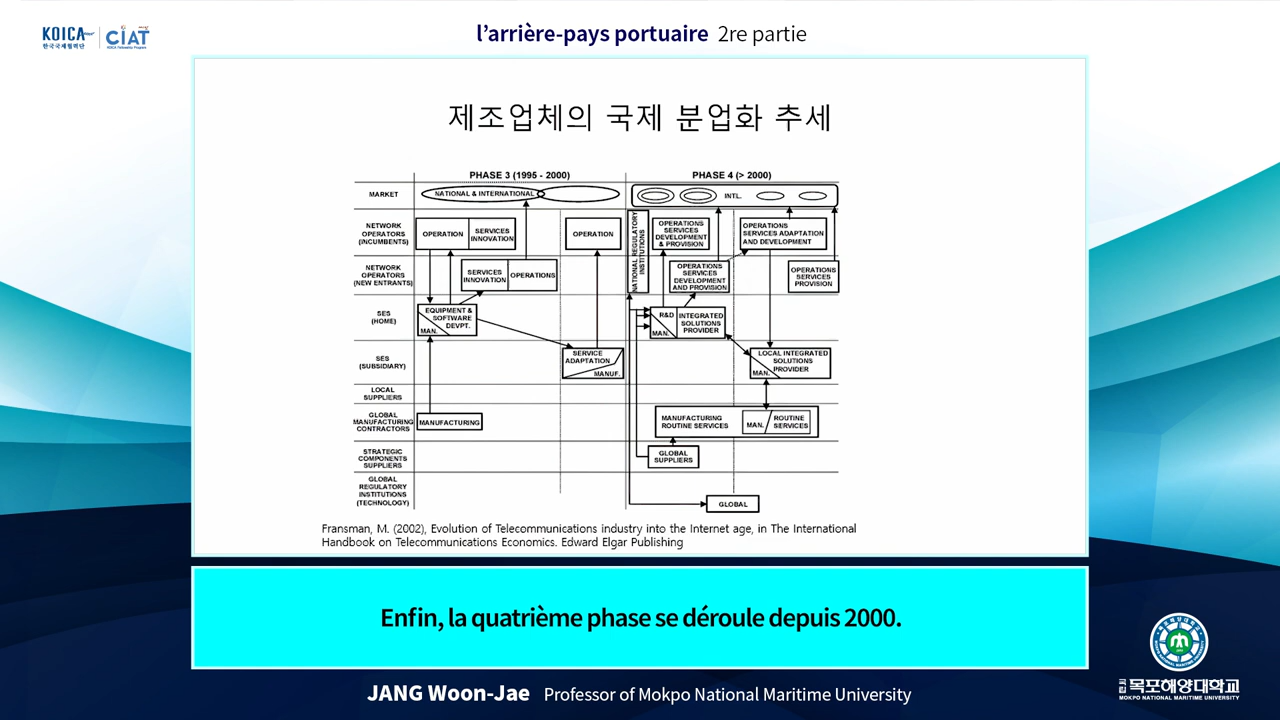 KOICA
한국국제협력단
CIAT
KOICA Fellowship Program
l’arrière-pays portuaire 2re partie
제조업체의 국제 분업화 추세
PHASE 3 (1995 - 2000)
PHASE 4 (> 2000)
MARKET
NATIONAL & INTERNATIONAL
INTL.
NETWORK
OPERATORS
(INCUMBENTS)
OPERATION
SERVICES
INNOVATION
OPERATION
NATIONAL REGULATORY
INSTITUTIONS
OPERATIONS
SERVICES
DEVELOPMENT
& PROVISION
OPERATIONS
SERVICES ADAPTATION
AND DEVELOPMENT
NETWORK
OPERATORS
(NEW ENTRANTS)
SERVICES
INNOVATION
OPERATIONS
OPERATIONS
SERVICES
DEVELOPMENT
AND PROVISION
OPERATIONS
SERVICES
PROVISION
SES
(HOME)
EQUIPMENT &
SOFTWARE
DEVPT.
MAN.
R&D
MAN.
INTEGRATED
SOLUTIONS
PROVIDER
SES
(SUBSIDIARY)
SERVICE
ADAPTATION
MANUF.
LOCAL INTEGRATED
SOLUTIONS
PROVIDER
MAN.
LOCAL
SUPPLIERS
GLOBAL
MANUFACTURING
CONTRACTORS
MANUFACTURING
MANUFACTURING
ROUTINE SERVICES
MAN.
ROUTINE
SERVICES
STRATEGIC
COMPONENTS
SUPPLIERS
GLOBAL
SUPPLIERS
GLOBAL
REGULATORY
INSTITUTIONS
(TECHNOLOGY)
GLOBAL
Fransman, M. (2002), Evolution of Telecommunications industry into the Internet age, in The International
Handbook on Telecommunications Economics. Edward Elgar Publishing
Enfin, la quatrième phase se déroule depuis 2000.
JANG Woon-Jae Professor of Mokpo National Maritime University
국립 목포해양대학교
MOKPO NATIONAL MARITIME UNIVERSITY